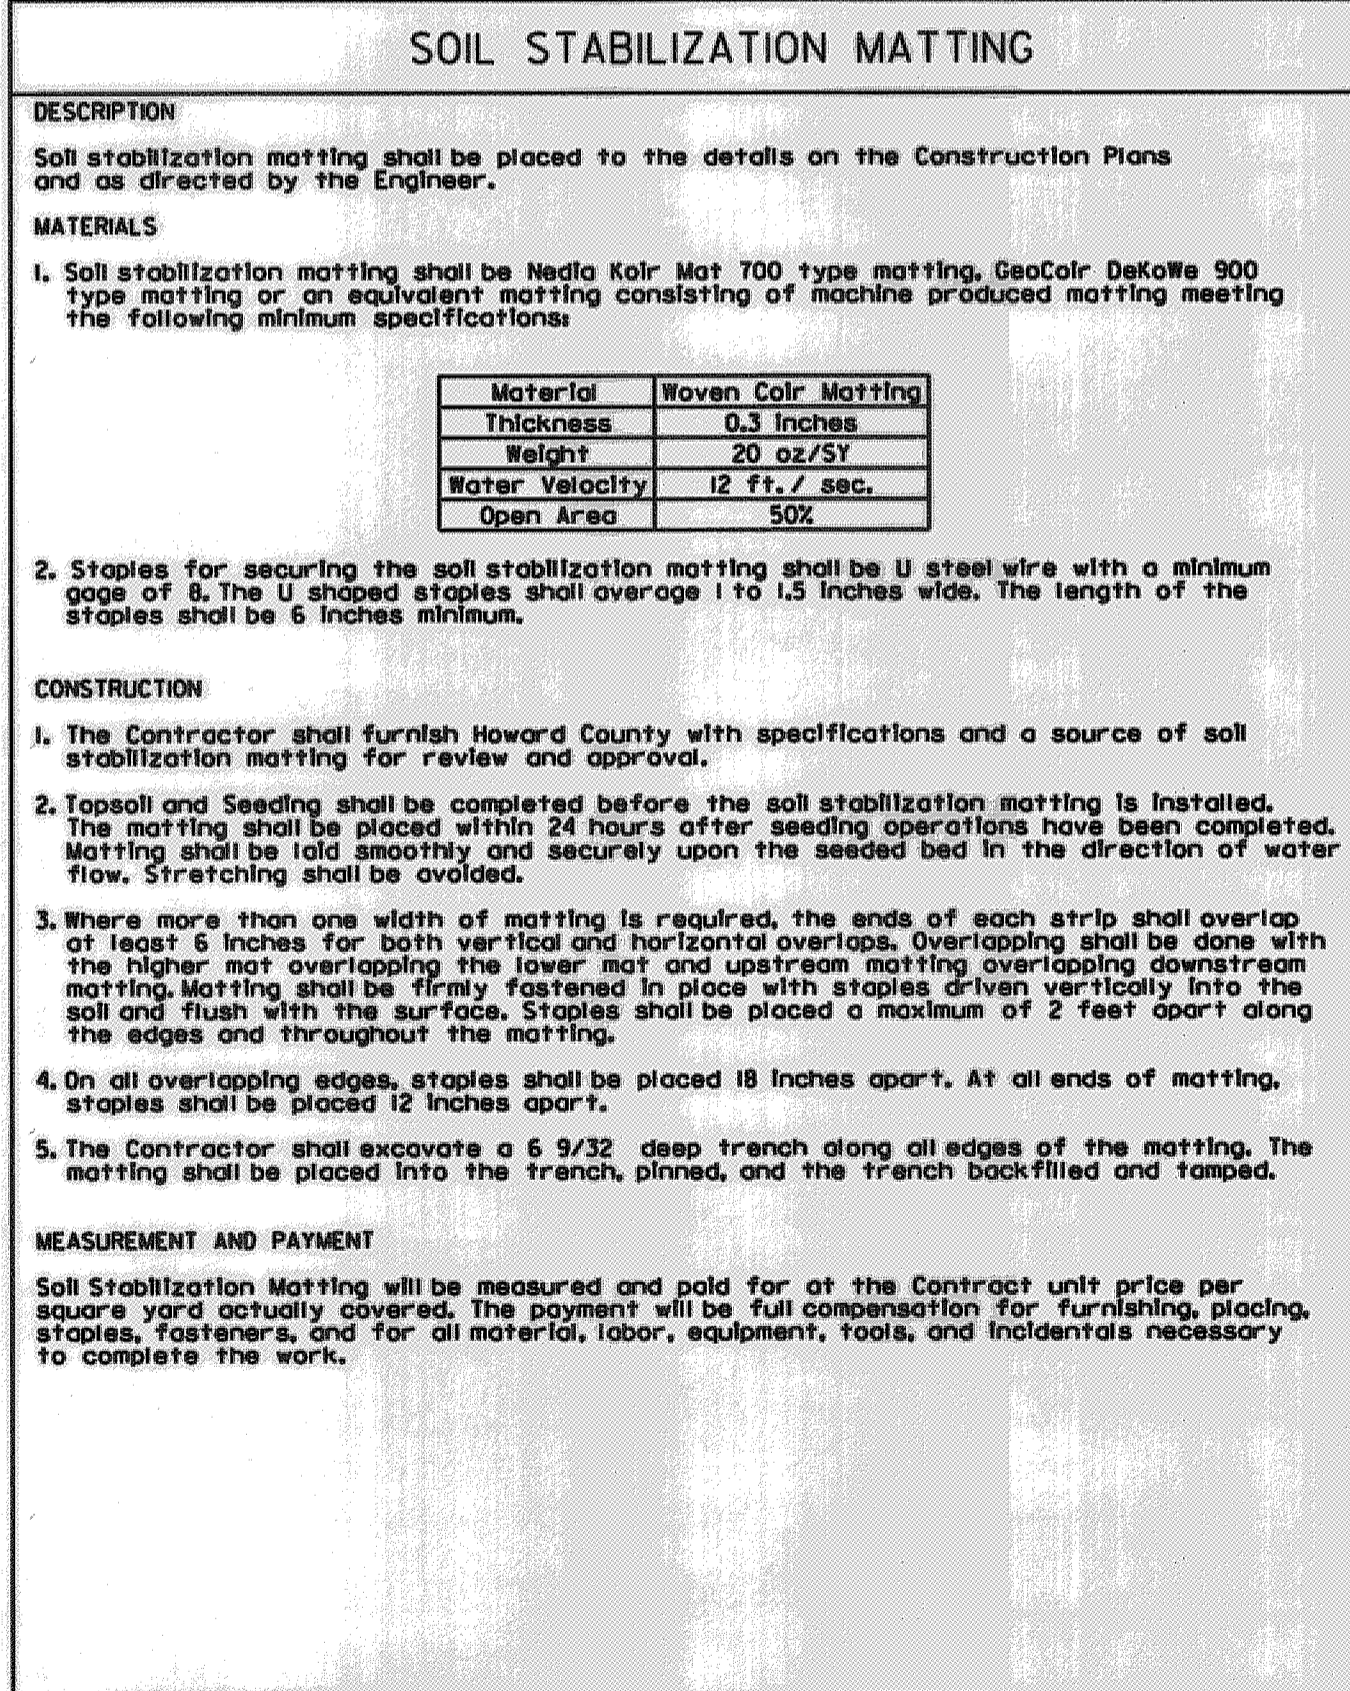 SOIL STABILIZATION MATTING
DESCRIPTION
Soil stabilization matting shall be placed to the details on the Construction Plans
and as directed by the Engineer.
MATERIALS
1. Soil stabilization matting shall be Nedia Koir Mat 700 type matting, GeoCoir DeKoWe 900
type matting or an equivalent matting consisting of machine produced matting meeting
the following minimum specifications:
Material Woven Coir Matting
Thickness 0.3 inches
Weight 20 oz/SY
Water Velocity 12 ft./ sec.
Open Area 50%
2. Staples for securing the soil stabilization matting shall be U steel wire with a minimum
gage of 8. The U shaped staples shall average 1 to 1.5 inches wide. The length of the
staples shall be 6 inches minimum.
CONSTRUCTION
1. The Contractor shall furnish Howard County with specifications and a source of soil
stabilization matting for review and approval.
2. Topsoil and Seeding shall be completed before the soil stabilization matting is installed.
The matting shall be placed within 24 hours after seeding operations have been completed.
Matting shall be laid smoothly and securely upon the seeded bed in the direction of water
flow. Stretching shall be avoided.
3. Where more than one width of matting is required, the ends of each strip shall overlap
at least 6 inches for both vertical and horizontal overlaps. Overlapping shall be done with
the higher mat overlapping the lower mat and upstream matting overlapping downstream
matting. Matting shall be firmly fastened in place with staples driven vertically into the
soil and flush with the surface. Staples shall be placed a maximum of 2 feet apart along
the edges and throughout the matting.
4. On all overlapping edges, staples shall be placed 18 inches apart. At all ends of matting,
staples shall be placed 12 inches apart.
5. The Contractor shall excavate a 6 9/32 deep trench along all edges of the matting. The
matting shall be placed into the trench, pinned, and the trench backfilled and tamped.
MEASUREMENT AND PAYMENT
Soil Stabilization Matting will be measured and paid for at the Contract unit price per
square yard actually covered. The payment will be full compensation for furnishing, placing,
staples, fasteners, and for all material, labor, equipment, tools, and incidentals necessary
to complete the work.